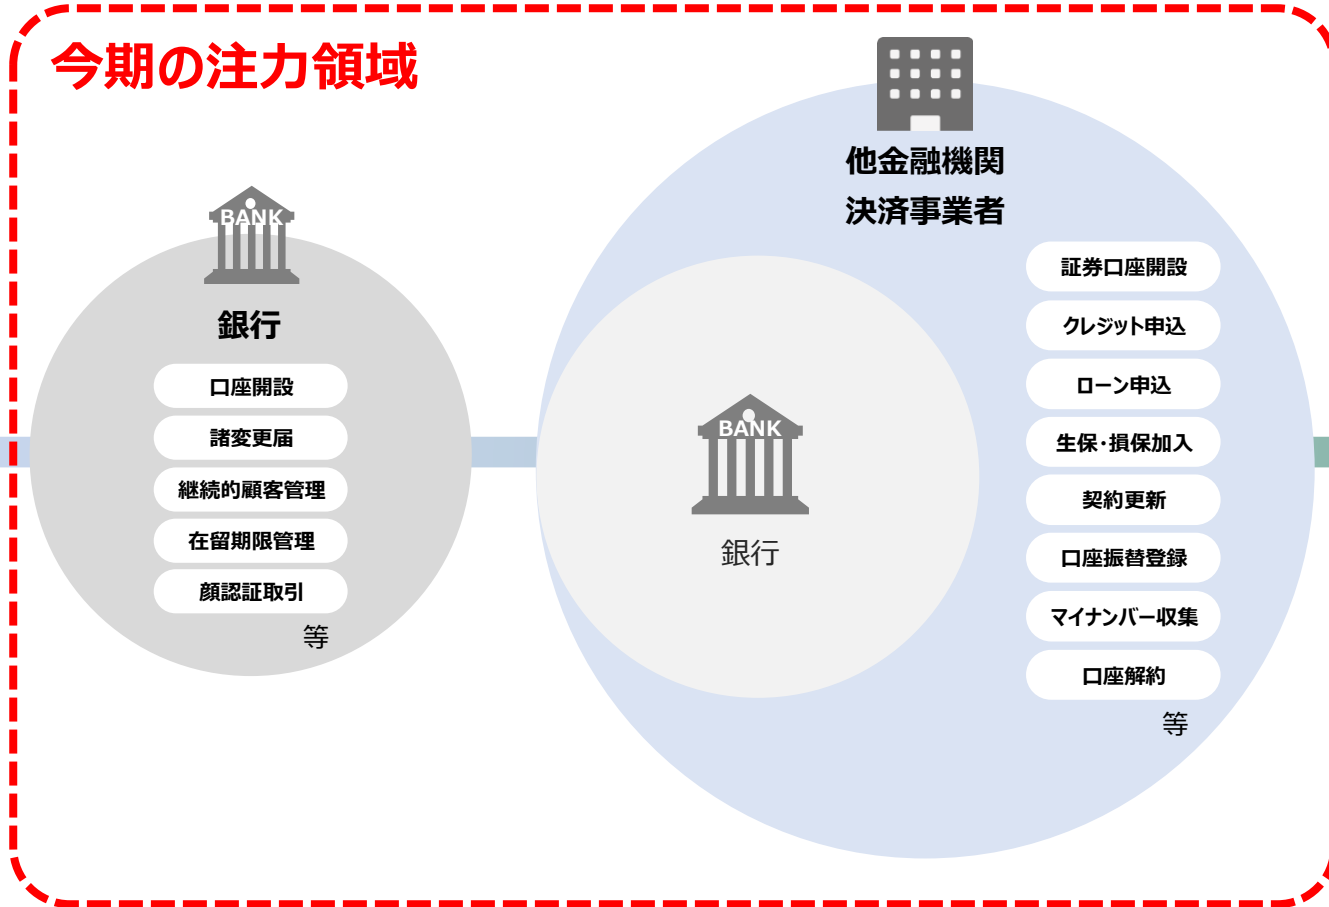 今期の注力領域
BANK
銀行
口座開設
諸変更届
継続的顧客管理
在留期限管理
顔認証取引
等
他金融機関
決済事業者
BANK
銀行
証券口座開設
クレジット申込
ローン申込
生保・損保加入
契約更新
口座振替登録
マイナンバー収集
口座解約
等